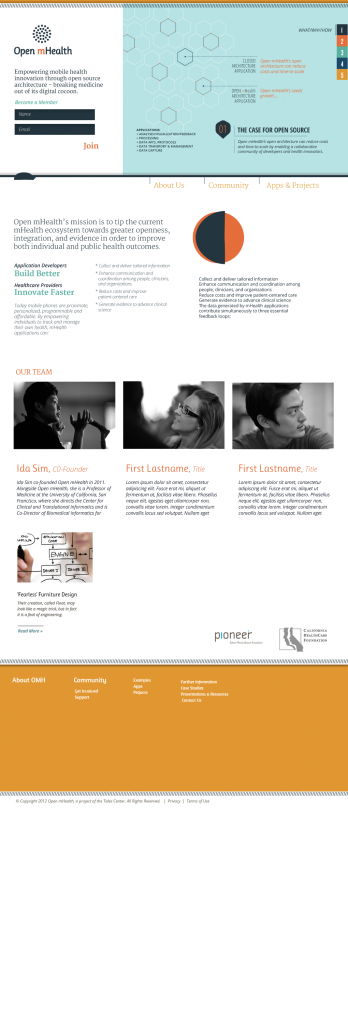 WHAT/WHY/HOW
1
2
3
4
5
Open mHealth
Empowering mobile health
innovation through open source
architecture – breaking medicine
out of its digital cocoon.
Become a Member
Name
Email
Join
CLOSED
ARCHITECTURE
APPLICATION
Open mHealth's open
architecture can reduce
costs and time-to-scale
OPEN mHealth
ARCHITECTURE
APPLICATION
APPLICATION
• ANALYSIS/VISUALIZATION/FEEDBACK
• PROCESSING
• DATA APIS, PROTOCOLS
• DATA TRANSPORT & MANAGEMENT
• DATA CAPTURE
01
THE CASE FOR OPEN SOURCE
Open mHealth's open architecture can reduce costs
and time-to-scale by enabling a collaborative
community of developers and health innovators.
About Us
Community
Apps & Projects
Open mHealth's mission is to tip the current
mHealth ecosystem towards greater openness,
integration, and evidence in order to improve
both individual and public health outcomes.
Application Developers
Build Better
Healthcare Providers
Innovate Faster
Today mobile phones are proximate,
personalized, programmable and
affordable. By empowering
individuals to track and manage
their own health, mHealth
applications can:
* Collect and deliver tailored information
* Enhance communication and
coordination among people, clinicians,
and organizations
* Reduce costs and improve
patient-centered care
* Generate evidence to advance clinical
science
Collect and deliver tailored information
Enhance communication and coordination among
people, clinicians, and organizations
Reduce costs and improve patient-centered care
Generate evidence to advance clinical science
The data generated by mHealth applications
contribute simultaneously to three essential
feedback loops:
OUR TEAM
Ida Sim, CO-Founder
Ida Sim co-founded Open mHealth in 2011.
Alongside Open mHealth, she is a Professor of
Medicine at the University of California, San
Francisco, where she directs the Center for
Clinical and Translational Informatics and is
Co-Director of Biomedical Informatics for
First Lastname, Title
Lorem ipsum dolor sit amet, consectetur
adipiscing elit. Fusce erat mi, aliquet ut
fermentum at, facilisis vitae libero. Phasellus
neque elit, egestas eget ullamcorper non,
convallis vitae lorem. Integer condimentum
convallis lacus sed volutpat. Nullam eget
First Lastname, Title
Lorem ipsum dolor sit amet, consectetur
adipiscing elit. Fusce erat mi, aliquet ut
fermentum at, facilisis vitae libero. Phasellus
neque elit, egestas eget ullamcorper non,
convallis vitae lorem. Integer condimentum
convallis lacus sed volutpat. Nullam eget
APPLICATION
CODE
ENGINE
'Fearless' Furniture Design
Their creation, called Float, may
look like a magic trick, but in fact
it is a feat of engineering.
Read More »
pioneer
CALIFORNIA
HEALTHCARE
FOUNDATION
About OMH
Community
Get Involved
Support
Examples
Apps
Projects
Further Information
Case Studies
Presentations & Resources
Contact Us
© Copyright 2012 Open mHealth, a project of the Tides Center. All Rights Reserved. | Privacy | Terms of Use